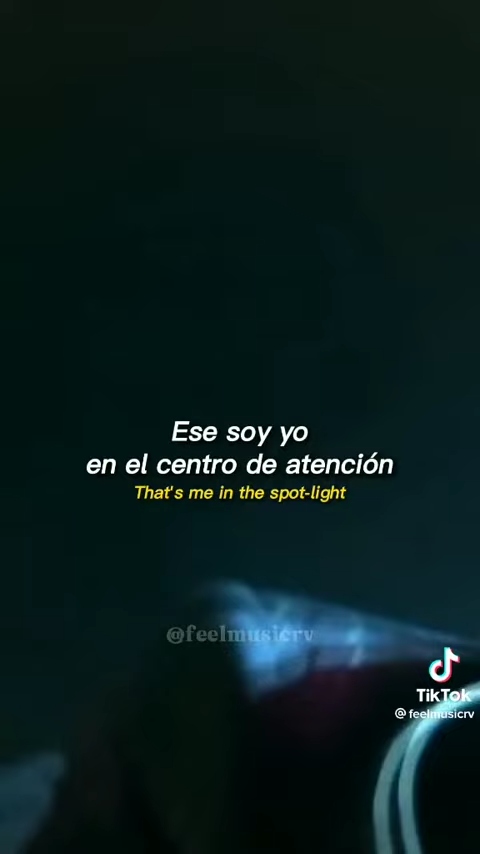 Ese soy yo
en el centro de atención
That's me in the spot-light
@feelmusicrv
TikTok
@feelmusicrv